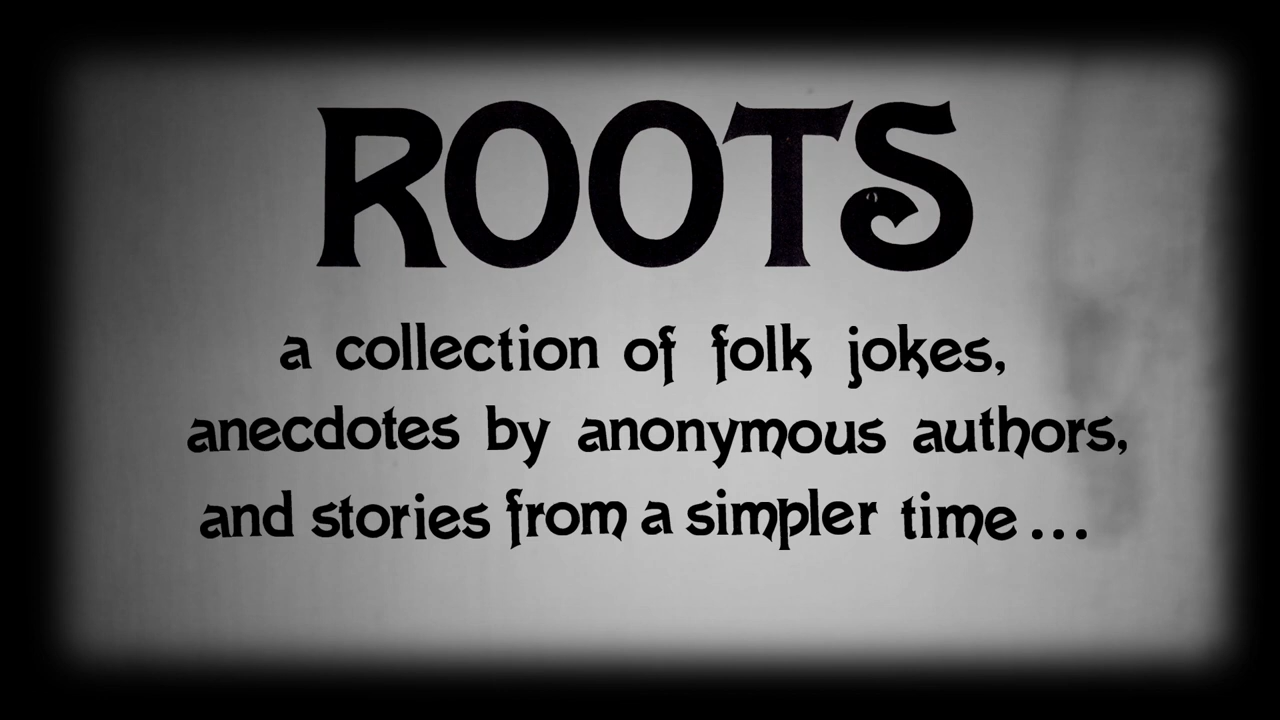 ROOTS
a collection of folk jokes,
anecdotes by anonymous authors,
and stories from a simpler time...